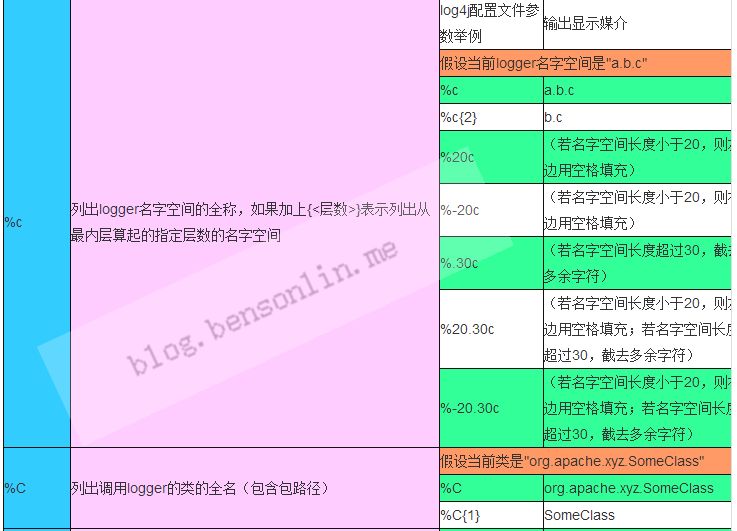 log4j配置文件参
数举例
输出显示媒介
假设当前logger名字空间是"a.b.c"
%c
列出logger名字空间的全称，如果加上{<层数>}表示列出从
最内层算起的指定层数的名字空间
%c
a.b.c
%c{2}
b.c
%20c
（若名字空间长度小于20，则左
边用空格填充）
%-20c
（若名字空间长度小于20，则右
边用空格填充）
%.30c
（若名字空间长度超过30，截去
多余字符）
%20.30c
（若名字空间长度小于20，则左
边用空格填充；若名字空间长度
超过30，截去多余字符）
%-20.30c
（若名字空间长度小于20，则右
边用空格填充；若名字空间长度
超过30，截去多余字符）
blog.bensonlin.me
%C
列出调用logger的类的全名（包含包路径）
假设当前类是"org.apache.xyz.SomeClass"
%C
org.apache.xyz.SomeClass
%C{1}
SomeClass